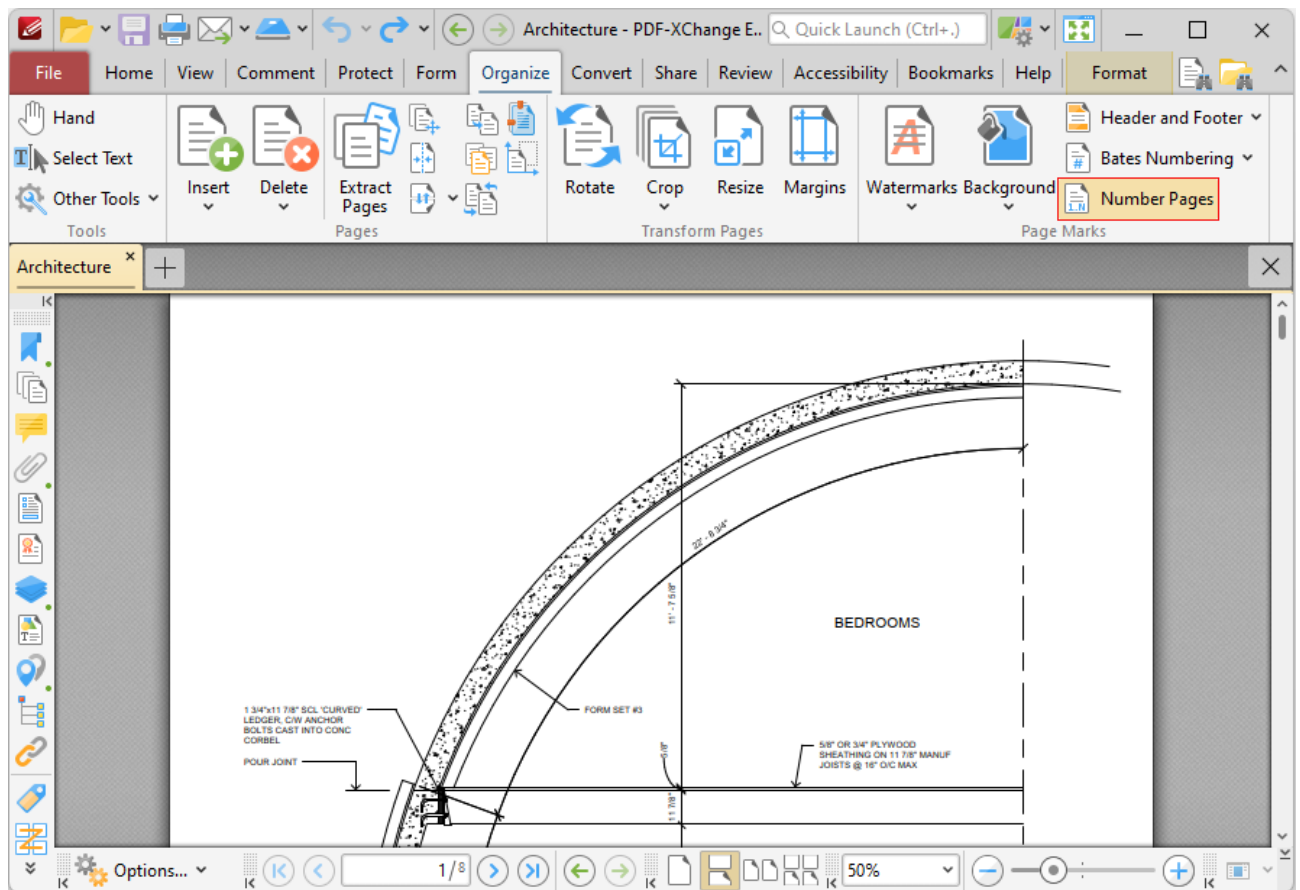 Architecture - PDF-XChange E.. Quick Launch (Ctrl+.)
File Home View Comment Protect Form Organize Convert Share Review Accessibility Bookmarks Help Format
Hand
Select Text
Other Tools
Tools
Insert
Delete
Extract
Pages
Pages
Rotate
Crop
Resize
Margins
Transform Pages
Watermarks
Background
Header and Footer
# Bates Numbering
1.N Number Pages
Page Marks
Architecture
22' - 8 3/4"
11' - 7 5/8"
BEDROOMS
1 3/4"x11 7/8" SCL 'CURVED'
LEDGER, C/W ANCHOR
BOLTS CAST INTO CONC
CORBEL
POUR JOINT
FORM SET #3
5/8"
5/8" OR 3/4" PLYWOOD
SHEATHING ON 11 7/8" MANUF
JOISTS @ 16" O/C MAX
11 7/8"
Options...
1/8
50%